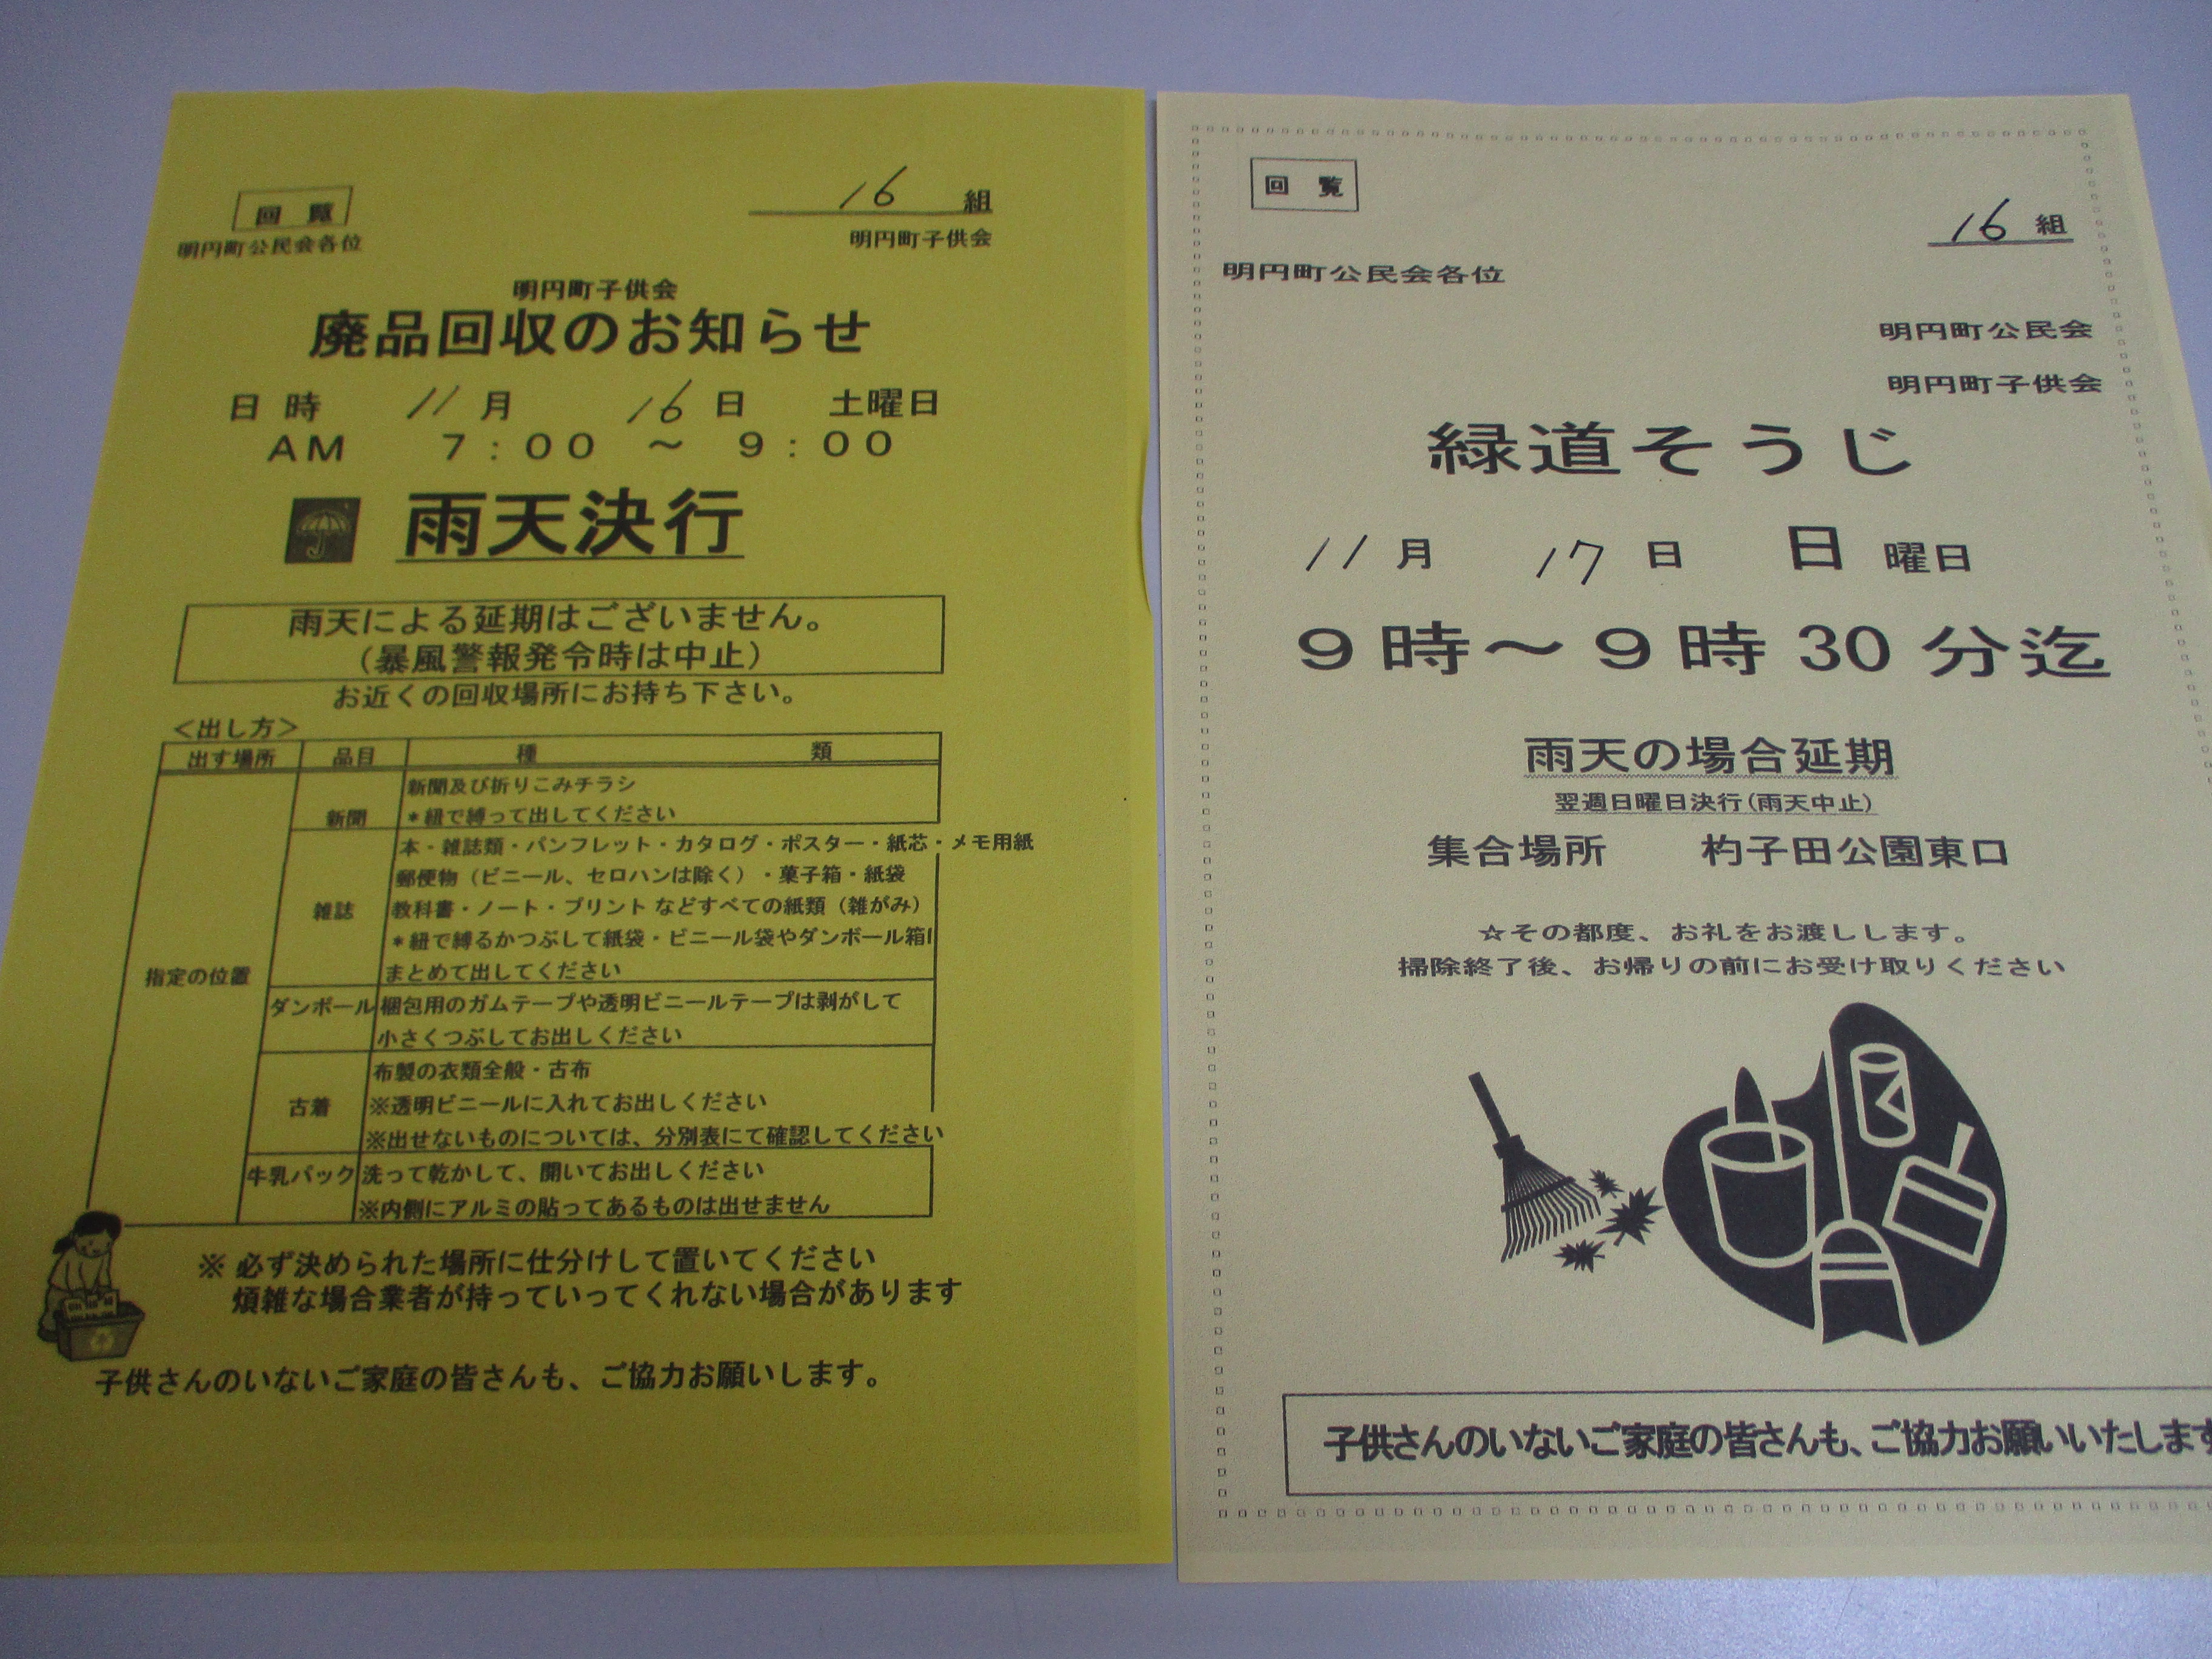 回覧
16 組
明円町公民会各位
明円町子供会
明円町子供会
廃品回収のお知らせ
日時 11月 16日 土曜日
AM 7:00 ～ 9:00
雨天決行
雨天による延期はございません。
(暴風警報発令時は中止)
お近くの回収場所にお持ち下さい。
＜出し方＞
出す場所 品目 種類
指定の位置
新聞
新聞及び折りこみチラシ
＊紐で縛って出してください
雑誌
本・雑誌類・パンフレット・カタログ・ポスター・紙芯・メモ用紙
郵便物（ビニール、セロハンは除く）・菓子箱・紙袋
教科書・ノート・プリントなどすべての紙類（雑がみ）
＊紐で縛るかつぶして紙袋・ビニール袋やダンボール箱
まとめて出してください
ダンボール
梱包用のガムテープや透明ビニールテープは剥がして
小さくつぶしてお出しください
古着
布製の衣類全般・古布
※透明ビニールに入れてお出しください
※出せないものについては、分別表にて確認してください
牛乳パック
洗って乾かして、開いてお出しください
※内側にアルミの貼ってあるものは出せません
※ 必ず決められた場所に仕分けして置いてください
煩雑な場合業者が持っていってくれない場合があります
子供さんのいないご家庭の皆さんも、ご協力お願いします。
回覧
16 組
明円町公民会各位
明円町公民会
明円町子供会
緑道そうじ
11月 17日 日曜日
9時～9時30分迄
雨天の場合延期
翌週日曜日決行(雨天中止)
集合場所 杓子田公園東口
☆その都度、お礼をお渡しします。
掃除終了後、お帰りの前にお受け取りください
子供さんのいないご家庭の皆さんも、ご協力お願いいたします